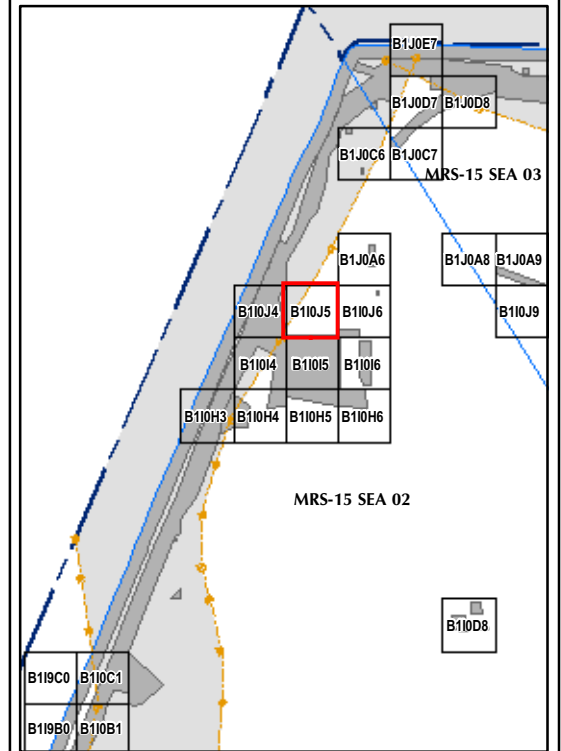 B1J0E7
B1J0D7 B1J0D8
B1J0C6 B1J0C7
MRS-15 SEA 03
B1J0A6 B1J0A8 B1J0A9
B1I0J4 B1I0J5 B1I0J6 B1I0J9
B1I0I4 B1I0I5 B1I0I6
B1I0H3 B1I0H4 B1I0H5 B1I0H6
MRS-15 SEA 02
B1I0D8
B1I9C0 B1I0C1
B1I9B0 B1I0B1